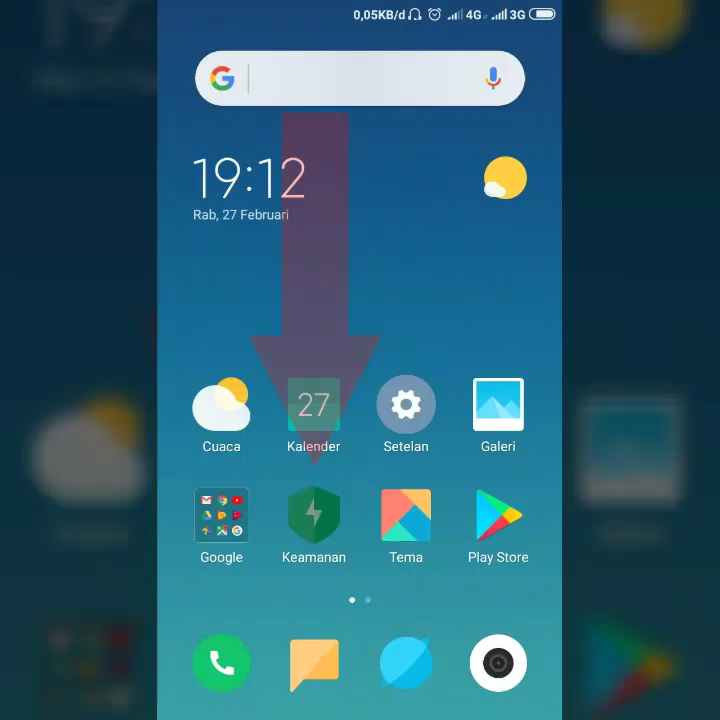 0,05KB/d 4G 3G
19:12
Rab, 27 Februari
27
Cuaca Kalender Setelan Galeri
Google Keamanan Tema Play Store